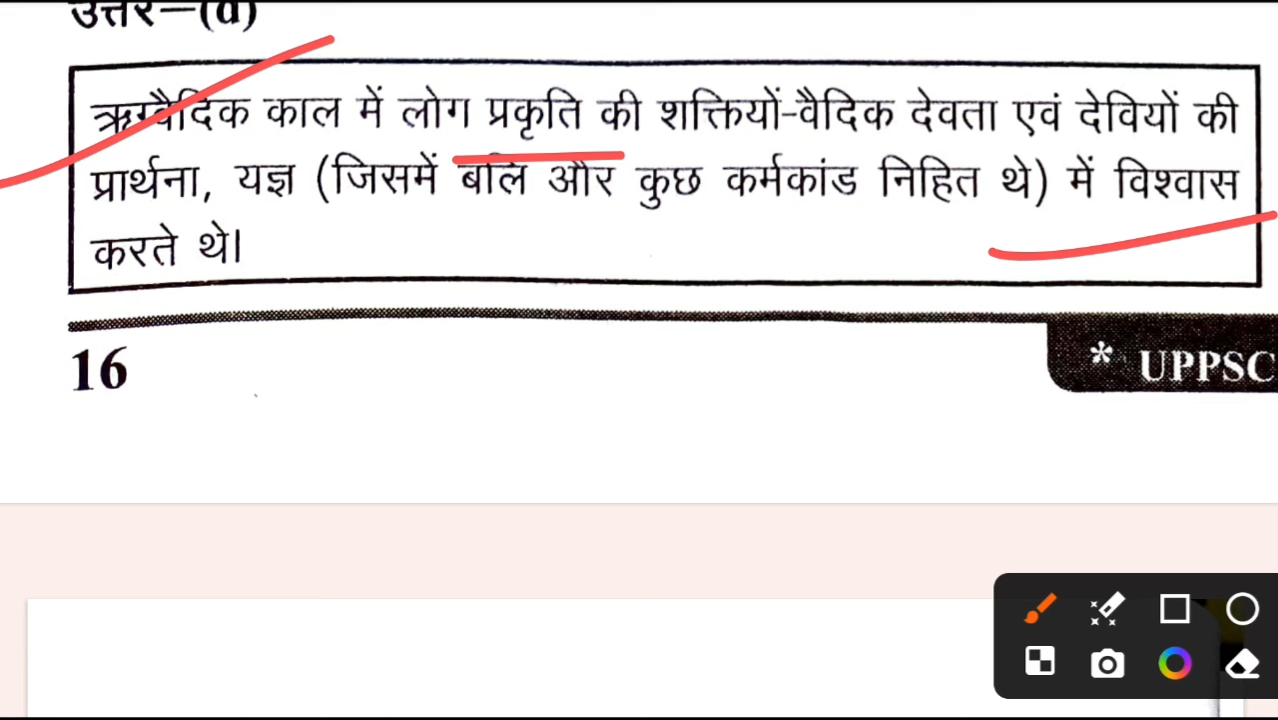 उत्तर—(d)
ऋग्वैदिक काल में लोग प्रकृति की शक्तियों-वैदिक देवता एवं देवियों की
प्रार्थना, यज्ञ (जिसमें बलि और कुछ कर्मकांड निहित थे) में विश्वास
करते थे।
16
* UPPSC